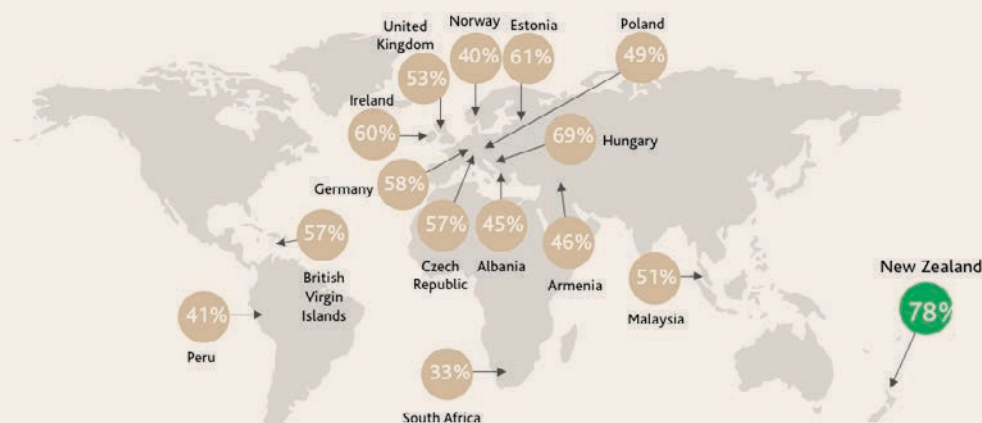 United
Kingdom
53%
Norway
40%
Estonia
61%
Poland
49%
Ireland
60%
69%
Hungary
Germany
58%
57%
Czech
Republic
45%
Albania
46%
Armenia
57%
British
Virgin
Islands
51%
Malaysia
New Zealand
78%
41%
Peru
33%
South Africa